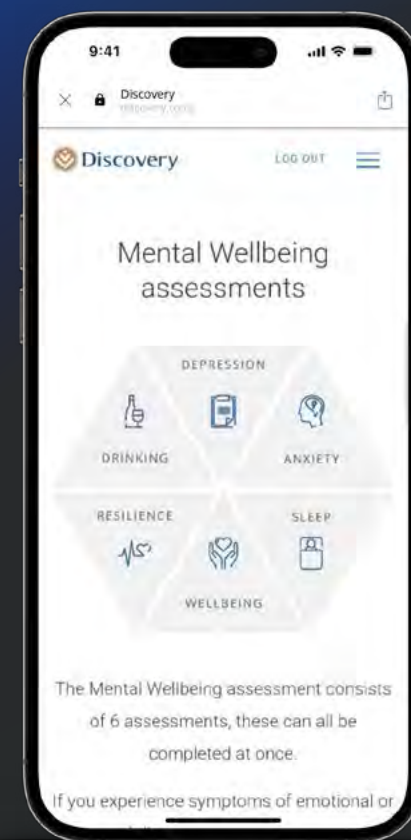 9:41
Discovery
Discovery
LOG OUT
Mental Wellbeing
assessments
DEPRESSION
DRINKING
ANXIETY
RESILIENCE
SLEEP
WELLBEING
The Mental Wellbeing assessment consists
of 6 assessments, these can all be
completed at once.
If you experience symptoms of emotional or